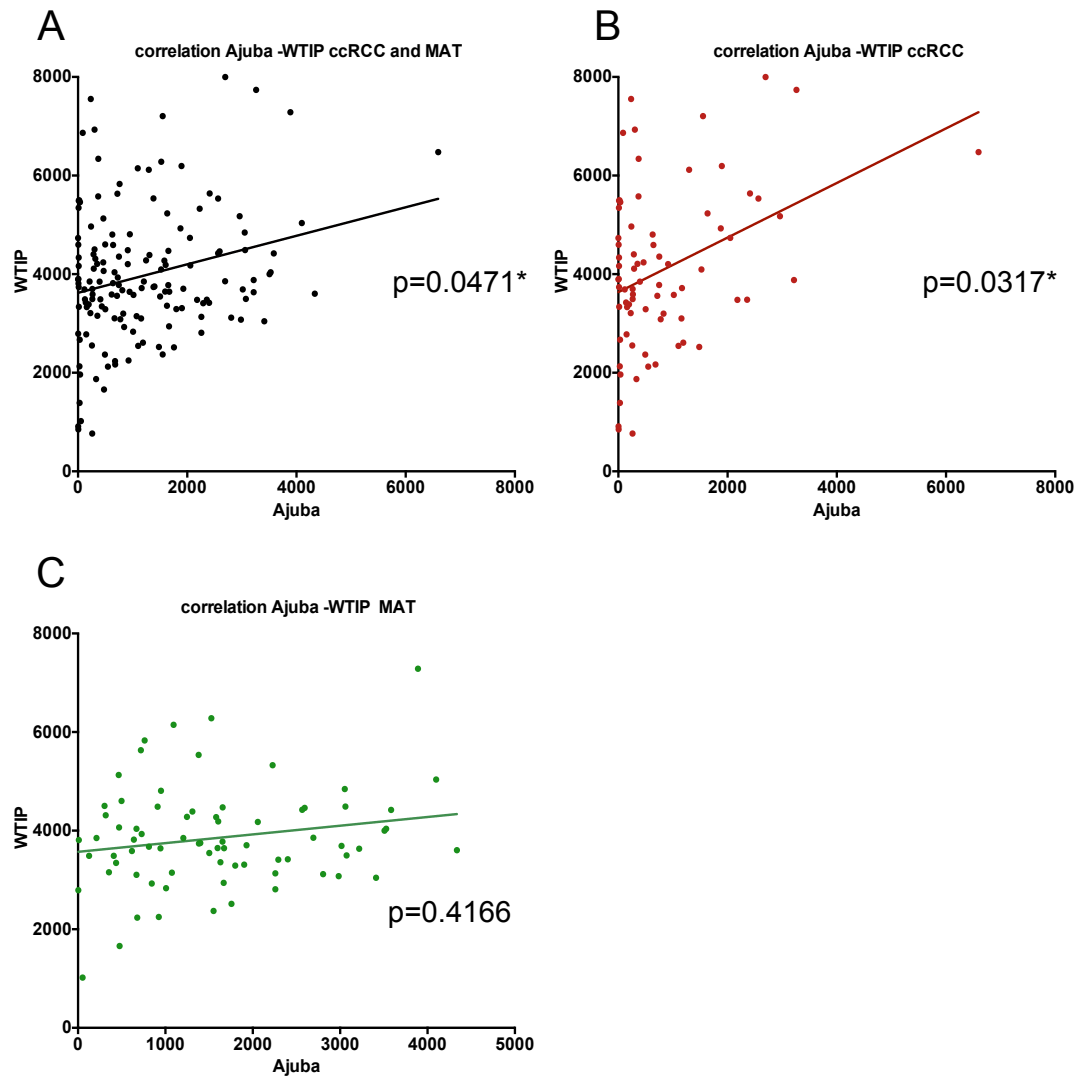 A
correlation Ajuba -WTIP ccRCC and MAT
8000
6000
4000
2000
0
WTIP
p=0.0471*
0 2000 4000 6000 8000
Ajuba
B
correlation Ajuba -WTIP ccRCC
8000
6000
4000
2000
0
WTIP
p=0.0317*
0 2000 4000 6000 8000
Ajuba
C
correlation Ajuba -WTIP MAT
8000
6000
4000
2000
0
WTIP
p=0.4166
0 1000 2000 3000 4000 5000
Ajuba